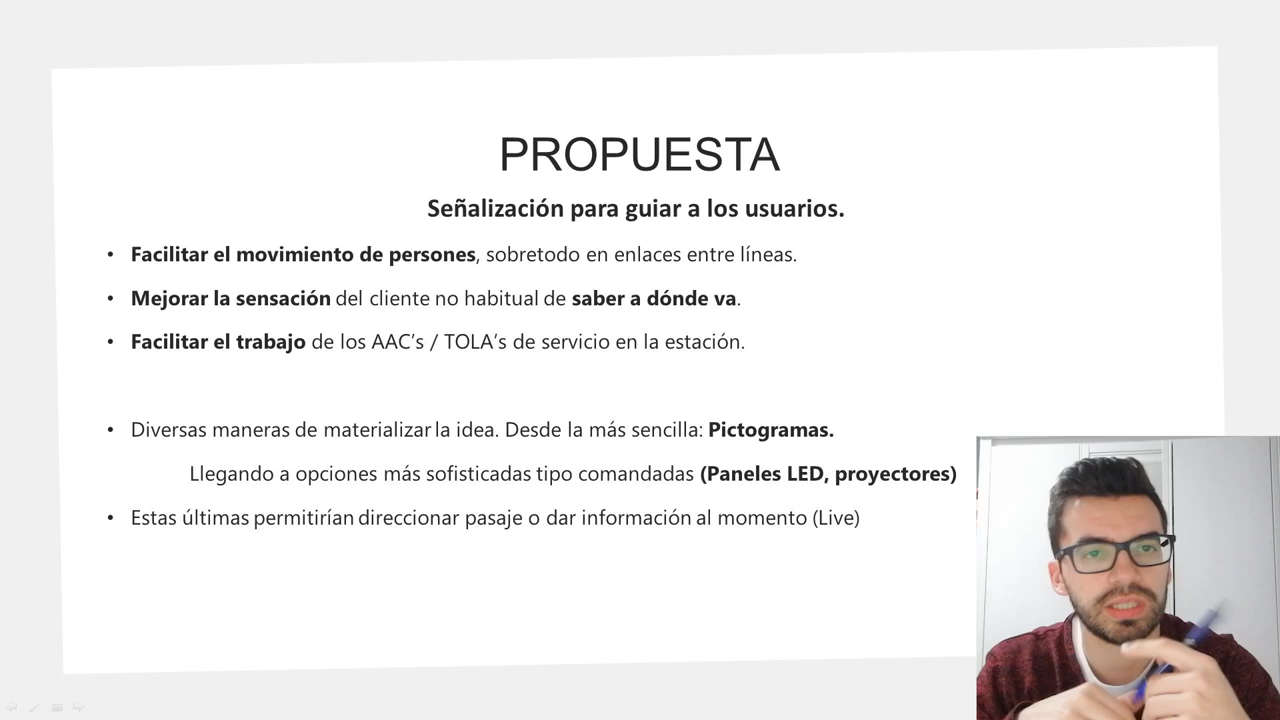 PROPUESTA
Señalización para guiar a los usuarios.
• Facilitar el movimiento de persones, sobretodo en enlaces entre líneas.
• Mejorar la sensación del cliente no habitual de saber a dónde va.
• Facilitar el trabajo de los AAC’s / TOLA’s de servicio en la estación.
• Diversas maneras de materializar la idea. Desde la más sencilla: Pictogramas.
Llegando a opciones más sofisticadas tipo comandadas (Paneles LED, proyectores)
• Estas últimas permitirían direccionar pasaje o dar información al momento (Live)